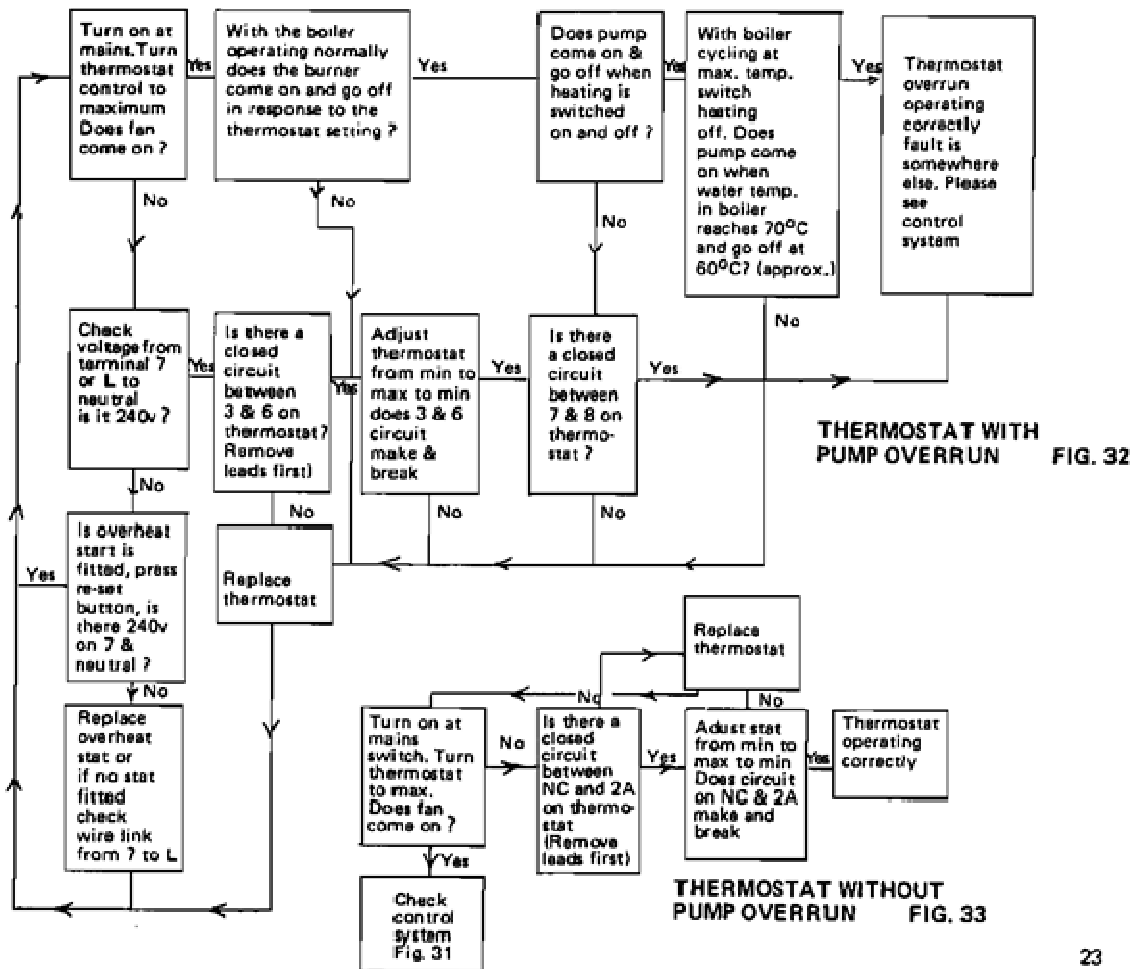 Turn on at
mains.Turn
thermostat
control to
maximum
Does fan
come on ?
Yes
No
With the boiler
operating normally
does the burner
come on and go off
in response to the
thermostat setting ?
Yes
No
Does pump
come on &
go off when
heating is
switched
on and off ?
Yes
No
With boiler
cycling at
max. temp.
switch
heating
off. Does
pump come
on when
water temp.
in boiler
reaches 70°C
and go off at
60°C? (approx.)
Yes
No
Thermostat
overrun
operating
correctly
fault is
somewhere
else. Please
see
control
system
Check
voltage from
terminal 7
or L to
neutral
is it 240v ?
Yes
No
Is there a
closed
circuit
between
3 & 6 on
thermostat?
Remove
leads first)
Yes
No
Adjust
thermostat
from min to
max to min
does 3 & 6
circuit
make &
break
Yes
No
Is there
a closed
circuit
between
7 & 8 on
thermo-
stat ?
Yes
No
THERMOSTAT WITH
PUMP OVERRUN FIG. 32
Is overheat
start is
fitted, press
re-set
button, is
there 240v
on 7 &
neutral ?
Yes
No
Replace
thermostat
Replace
overheat
stat or
if no stat
fitted
check
wire link
from 7 to L
Replace
thermostat
No
No
Turn on at
mains
switch. Turn
thermostat
to max.
Does fan
come on ?
No
Yes
Is there a
closed
circuit
between
NC and 2A
on thermo-
stat
(Remove
leads first)
Yes
Adust stat
from min to
max to min
Does circuit
on NC & 2A
make and
break
Yes
Thermostat
operating
correctly
Check
control
system
Fig. 31
THERMOSTAT WITHOUT
PUMP OVERRUN FIG. 33
23